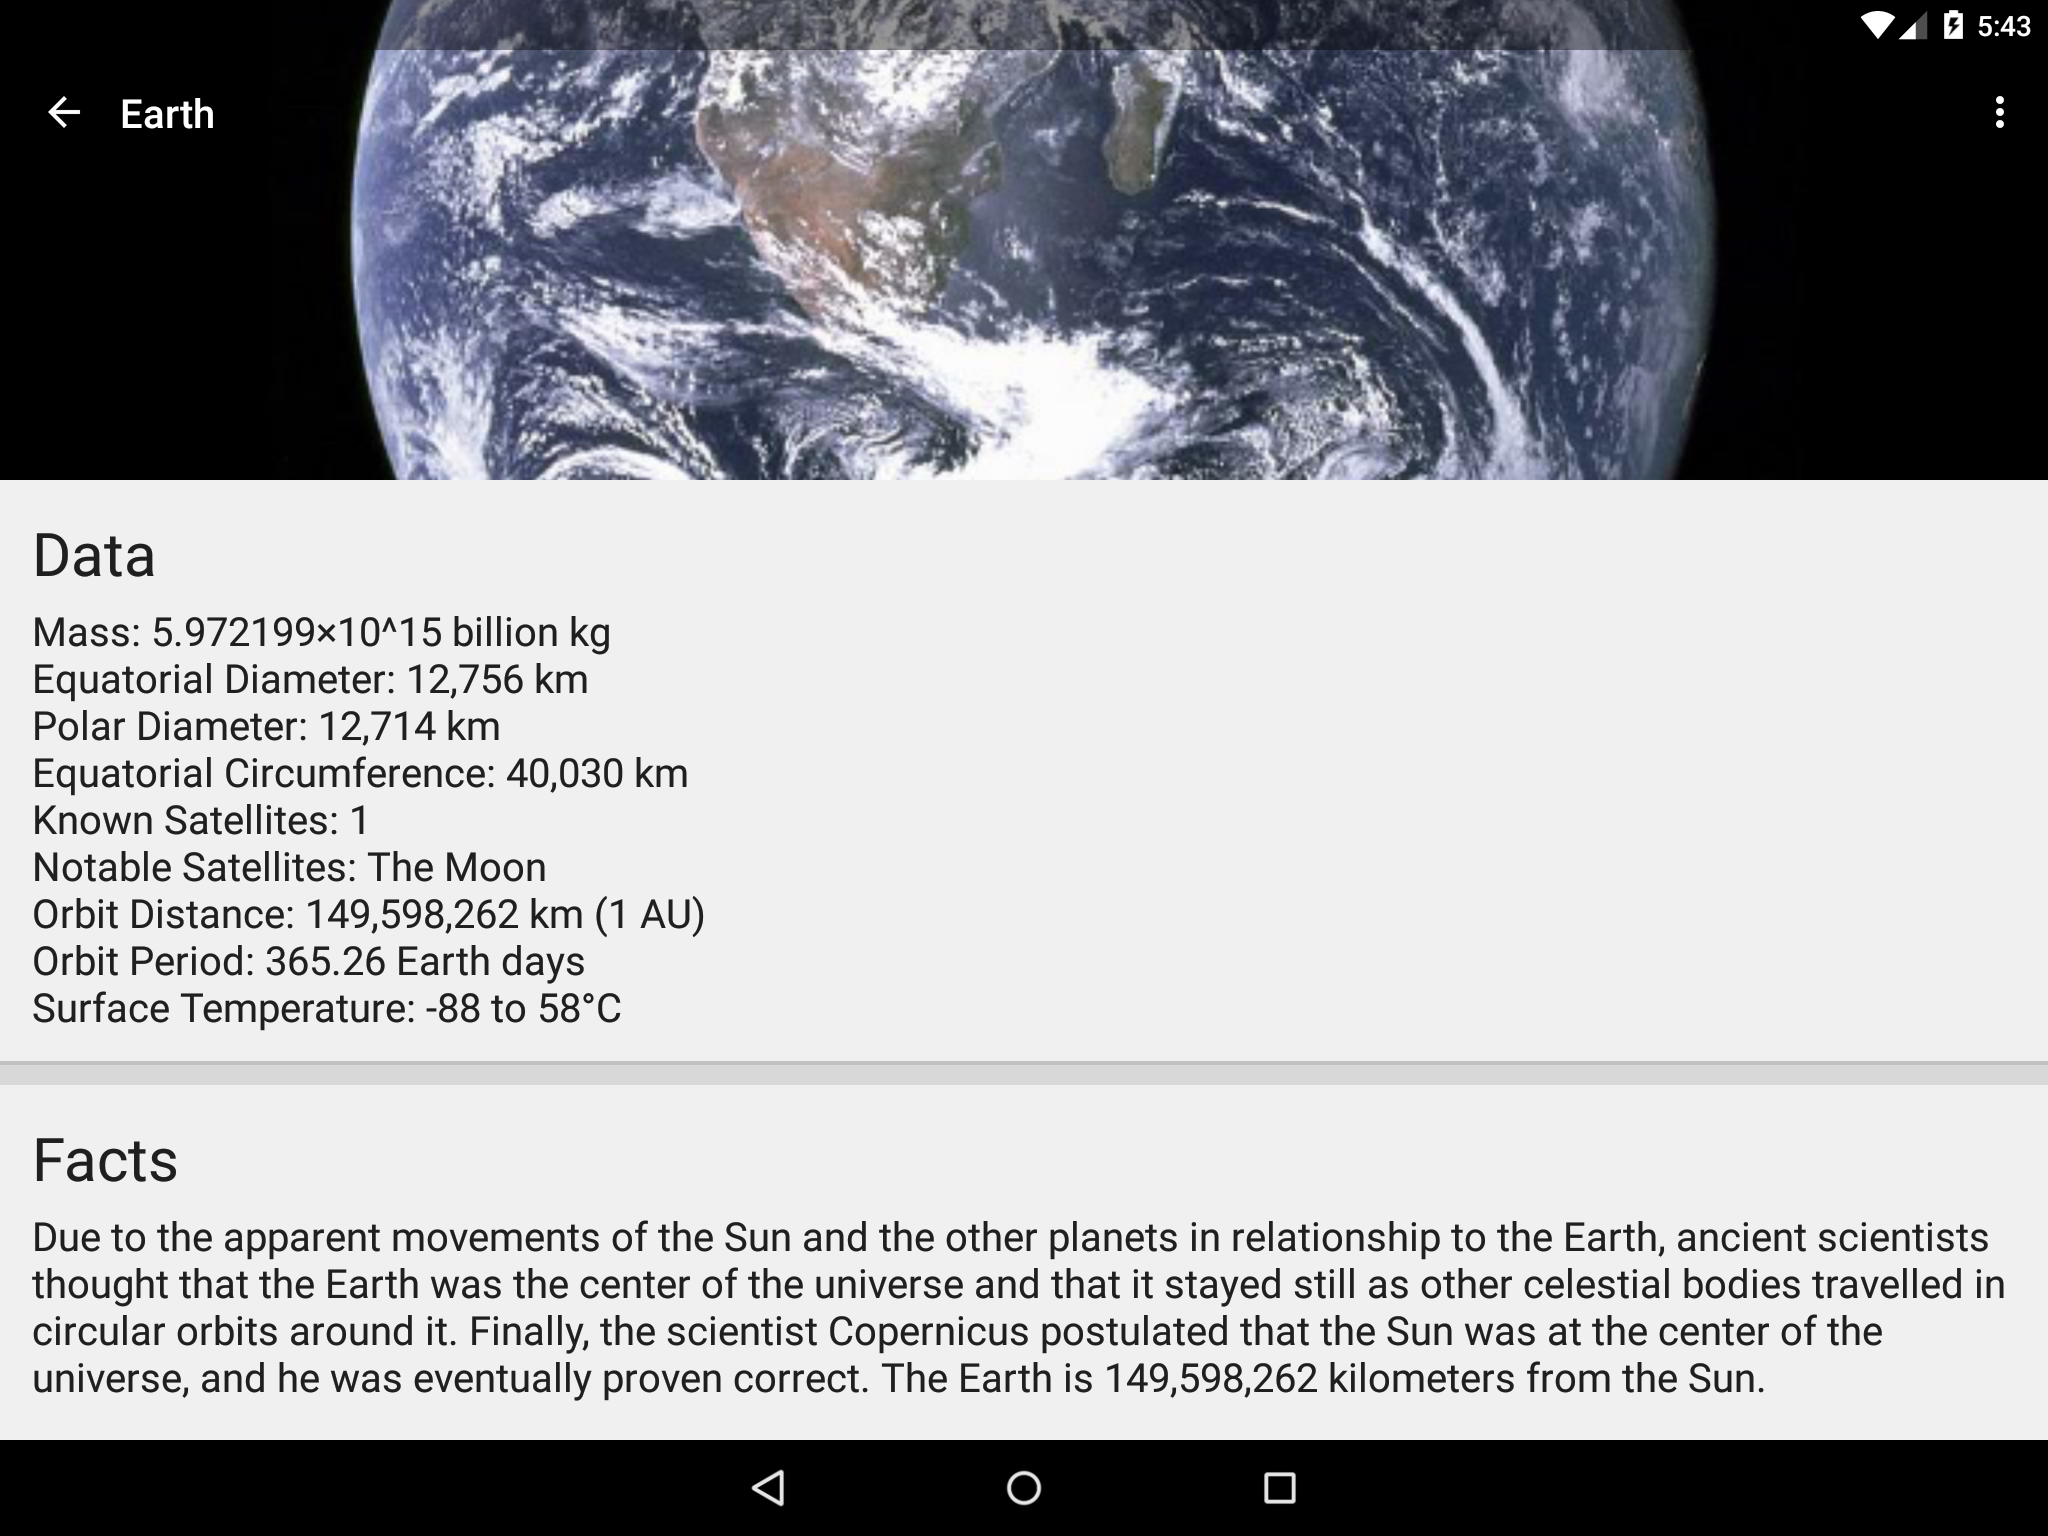 5:43
Earth
Data
Mass: 5.972199×10^15 billion kg
Equatorial Diameter: 12,756 km
Polar Diameter: 12,714 km
Equatorial Circumference: 40,030 km
Known Satellites: 1
Notable Satellites: The Moon
Orbit Distance: 149,598,262 km (1 AU)
Orbit Period: 365.26 Earth days
Surface Temperature: -88 to 58°C
Facts
Due to the apparent movements of the Sun and the other planets in relationship to the Earth, ancient scientists
thought that the Earth was the center of the universe and that it stayed still as other celestial bodies travelled in
circular orbits around it. Finally, the scientist Copernicus postulated that the Sun was at the center of the
universe, and he was eventually proven correct. The Earth is 149,598,262 kilometers from the Sun.